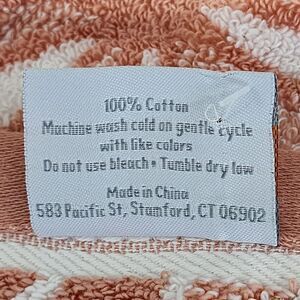 100% Cotton
Machine wash cold on gentle cycle
with like colors
Do not use bleach • Tumble dry low
Made in China
583 Pacific St, Stamford, CT 06902